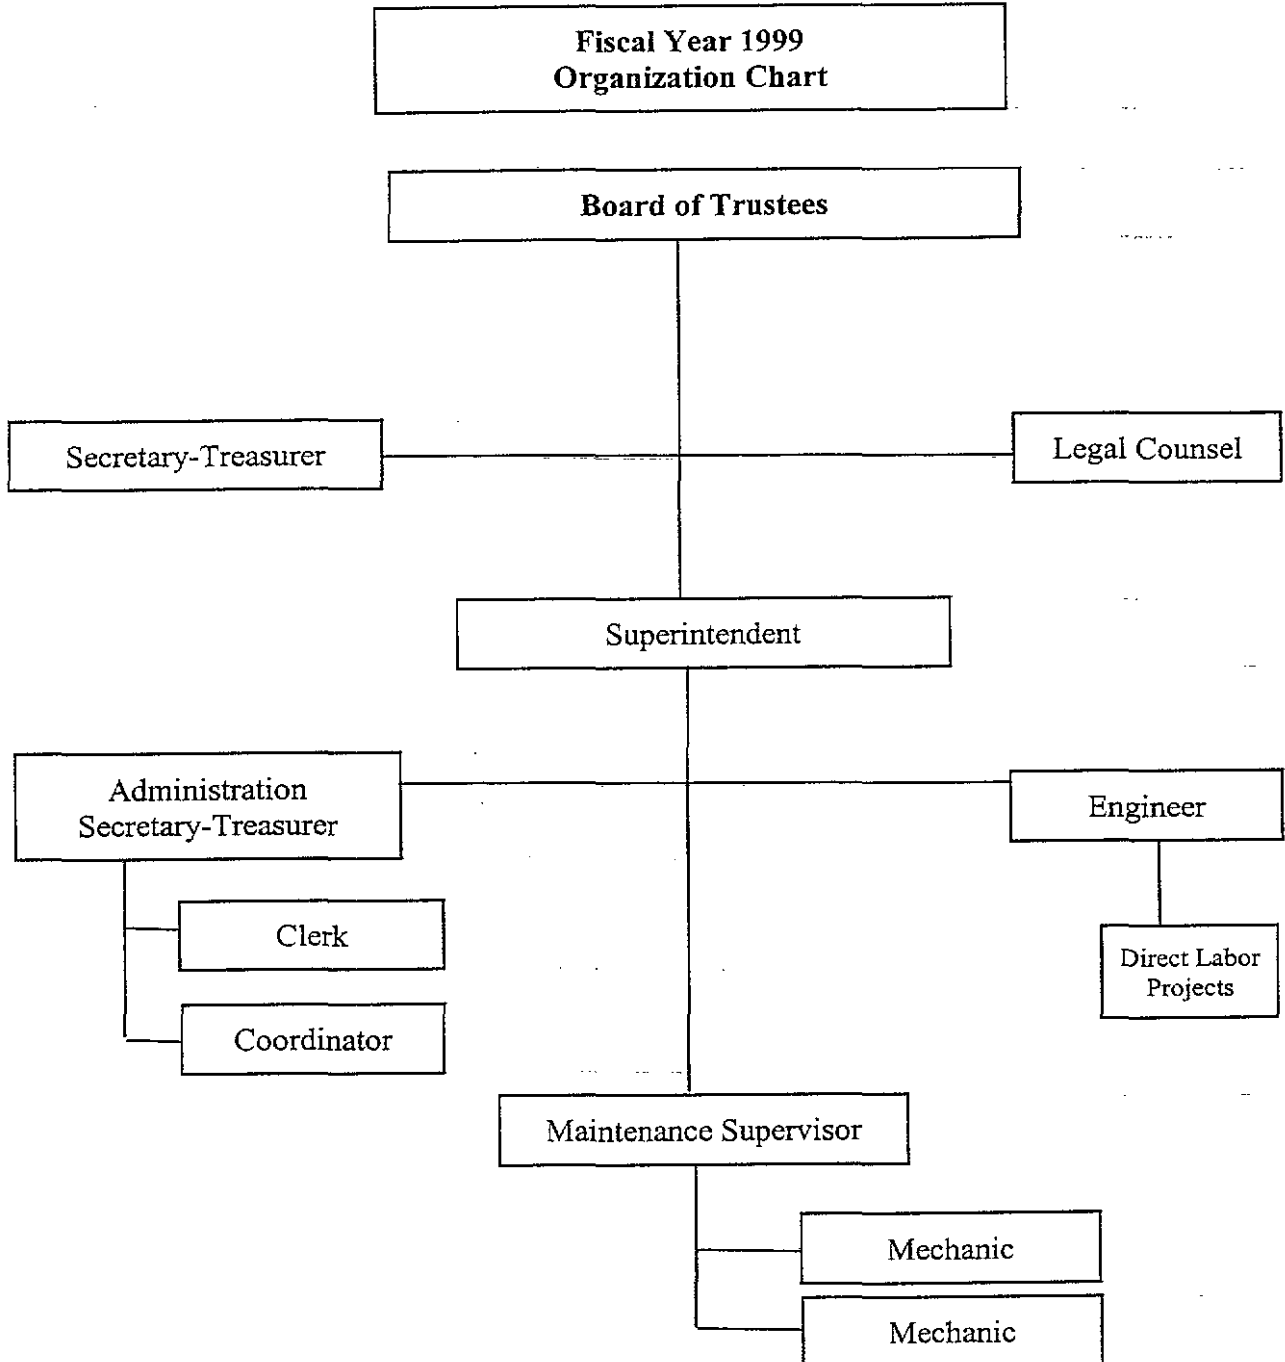 Fiscal Year 1999
Organization Chart
Board of Trustees
Secretary-Treasurer
Legal Counsel
Superintendent
Administration
Secretary-Treasurer
Engineer
Clerk
Direct Labor
Projects
Coordinator
Maintenance Supervisor
Mechanic
Mechanic